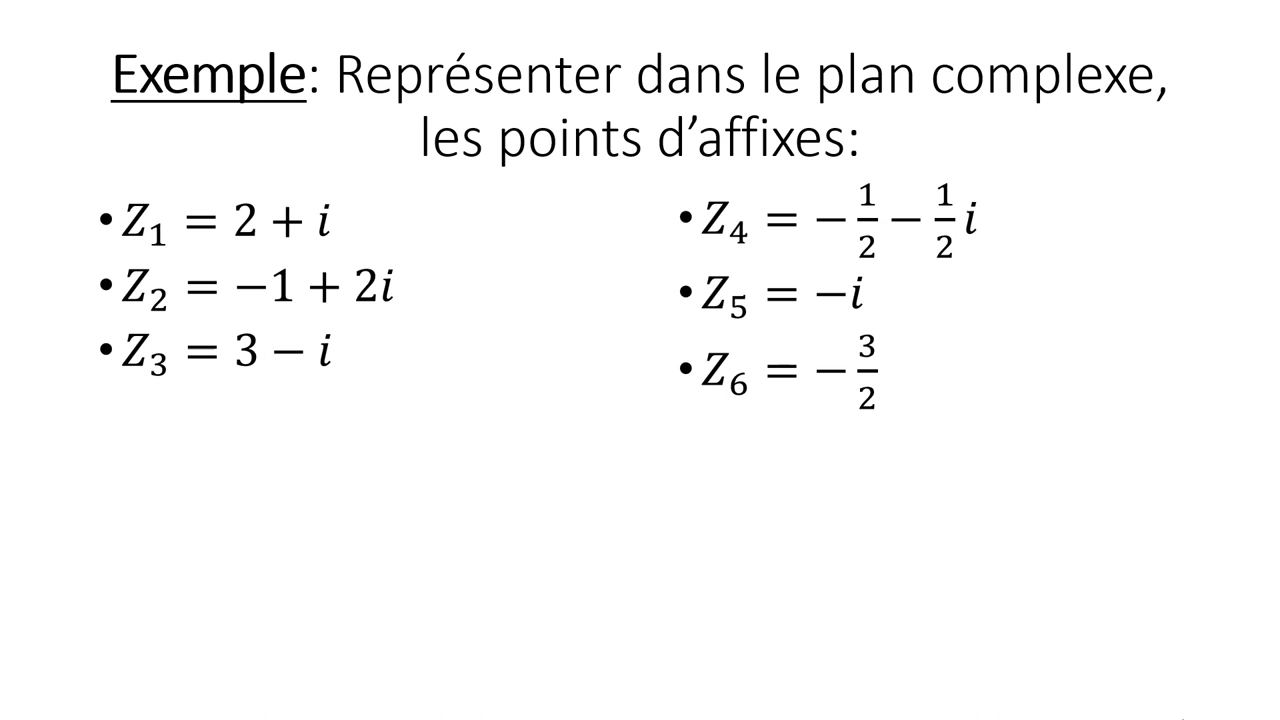 Exemple: Représenter dans le plan complexe,
les points d’affixes:
• Z₁ = 2 + i
• Z₂ = −1 + 2i
• Z₃ = 3 − i
• Z₄ = −1/2 − 1/2 i
• Z₅ = −i
• Z₆ = −3/2